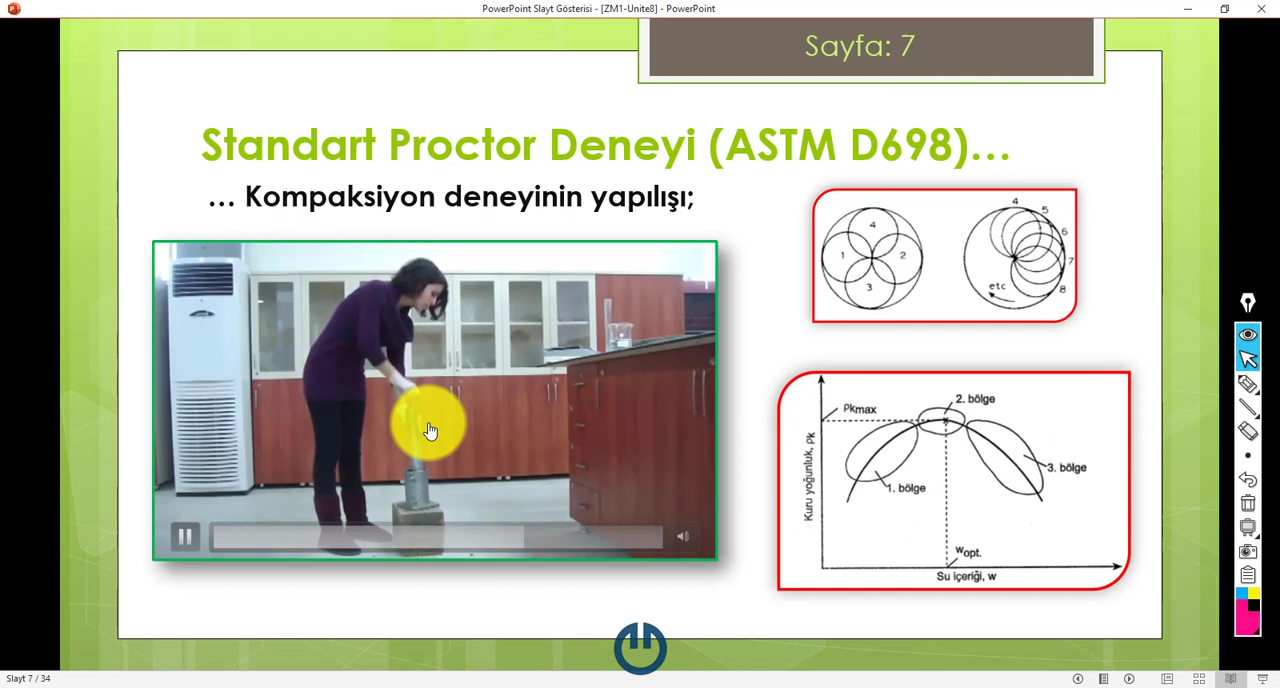 PowerPoint Slayt Gösterisi - [ZM1-Unite8] - PowerPoint
Sayfa: 7
Standart Proctor Deneyi (ASTM D698)...
... Kompaksiyon deneyinin yapılışı;
4
1 2
3
4
5
6
7
8
etc
ρkmax
2. bölge
3. bölge
1. bölge
Kuru yoğunluk, ρk
wopt.
Su içeriği, w
Slayt 7 / 34